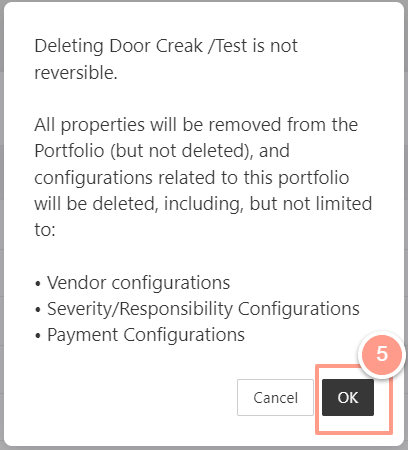 Deleting Door Creak /Test is not
reversible.
All properties will be removed from the
Portfolio (but not deleted), and
configurations related to this portfolio
will be deleted, including, but not limited
to:
• Vendor configurations
• Severity/Responsibility Configurations
• Payment Configurations
5
Cancel
OK